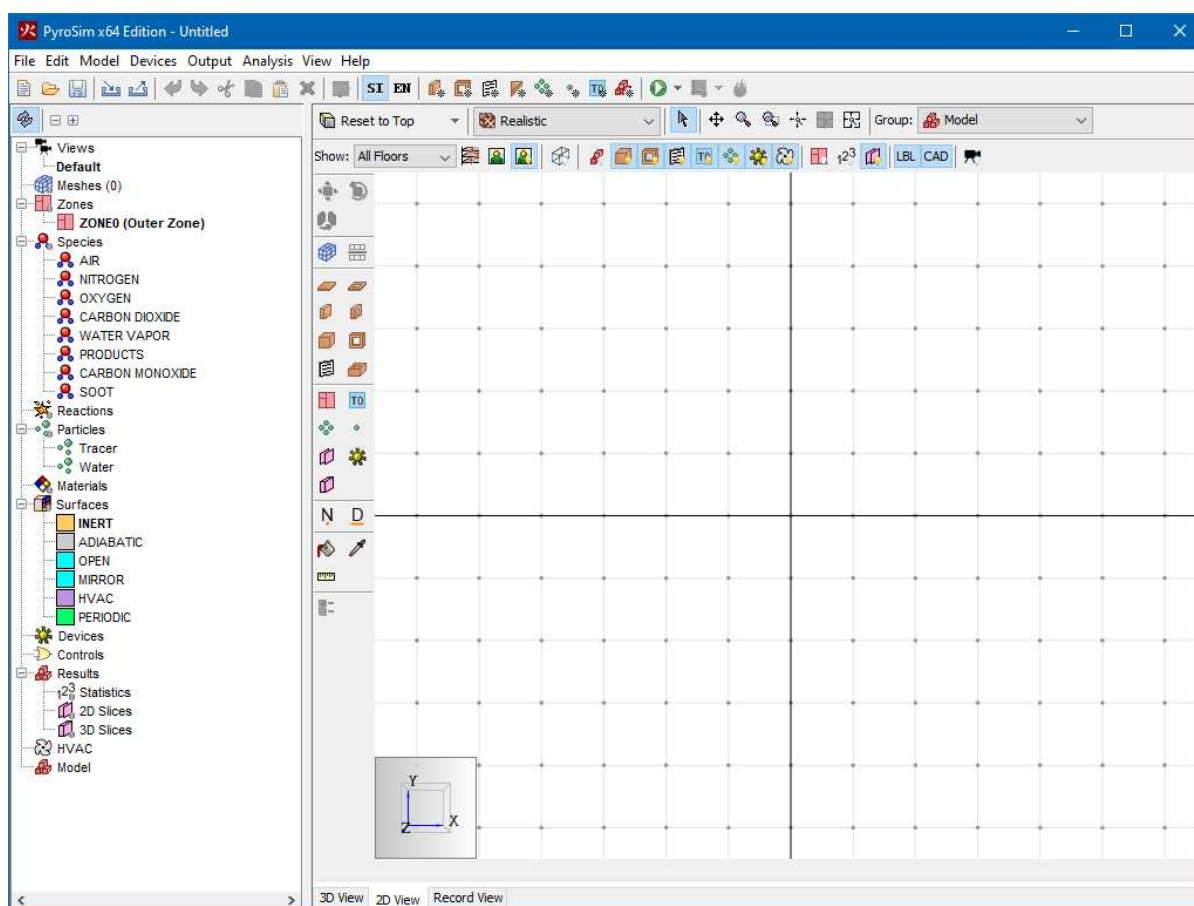 PyroSim x64 Edition - Untitled
File Edit Model Devices Output Analysis View Help
SI EN
Reset to Top Realistic Group: Model
Show: All Floors 123 LBL CAD
Views
Default
Meshes (0)
Zones
ZONE0 (Outer Zone)
Species
AIR
NITROGEN
OXYGEN
CARBON DIOXIDE
WATER VAPOR
PRODUCTS
CARBON MONOXIDE
SOOT
Reactions
Particles
Tracer
Water
Materials
Surfaces
INERT
ADIABATIC
OPEN
MIRROR
HVAC
PERIODIC
Devices
Controls
Results
Statistics
2D Slices
3D Slices
HVAC
Model
T0
N D
Y
Z X
3D View 2D View Record View